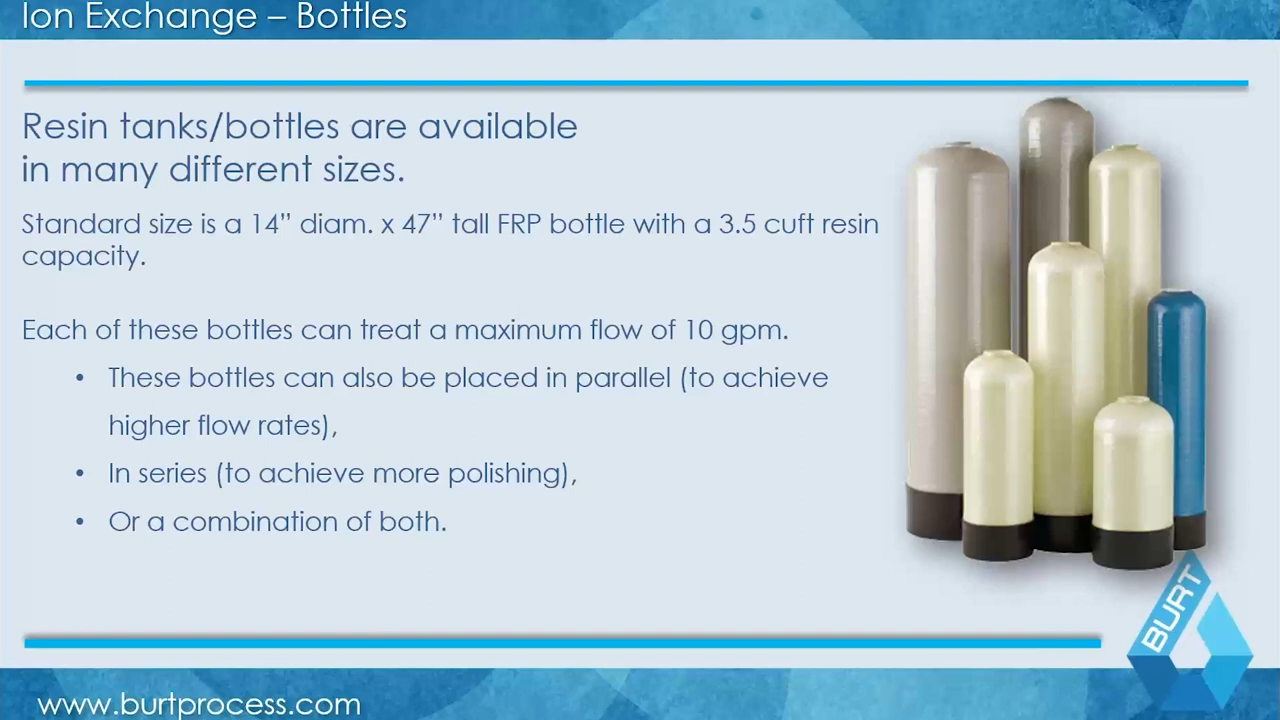 Ion Exchange – Bottles
Resin tanks/bottles are available
in many different sizes.
Standard size is a 14” diam. x 47” tall FRP bottle with a 3.5 cuft resin
capacity.
Each of these bottles can treat a maximum flow of 10 gpm.
• These bottles can also be placed in parallel (to achieve
higher flow rates),
• In series (to achieve more polishing),
• Or a combination of both.
BURT
www.burtprocess.com